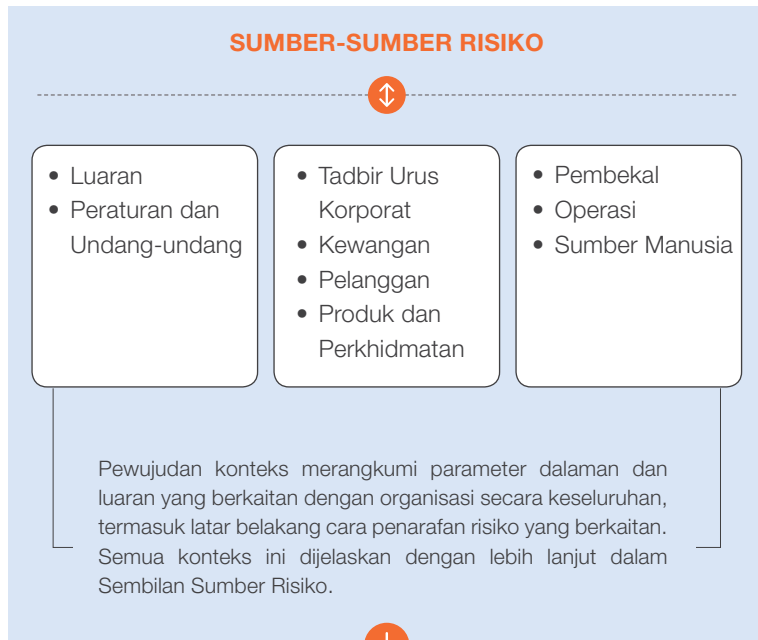 SUMBER-SUMBER RISIKO
• Luaran
• Peraturan dan
Undang-undang
• Tadbir Urus
Korporat
• Kewangan
• Pelanggan
• Produk dan
Perkhidmatan
• Pembekal
• Operasi
• Sumber Manusia
Pewujudan konteks merangkumi parameter dalaman dan
luaran yang berkaitan dengan organisasi secara keseluruhan,
termasuk latar belakang cara penarafan risiko yang berkaitan.
Semua konteks ini dijelaskan dengan lebih lanjut dalam
Sembilan Sumber Risiko.